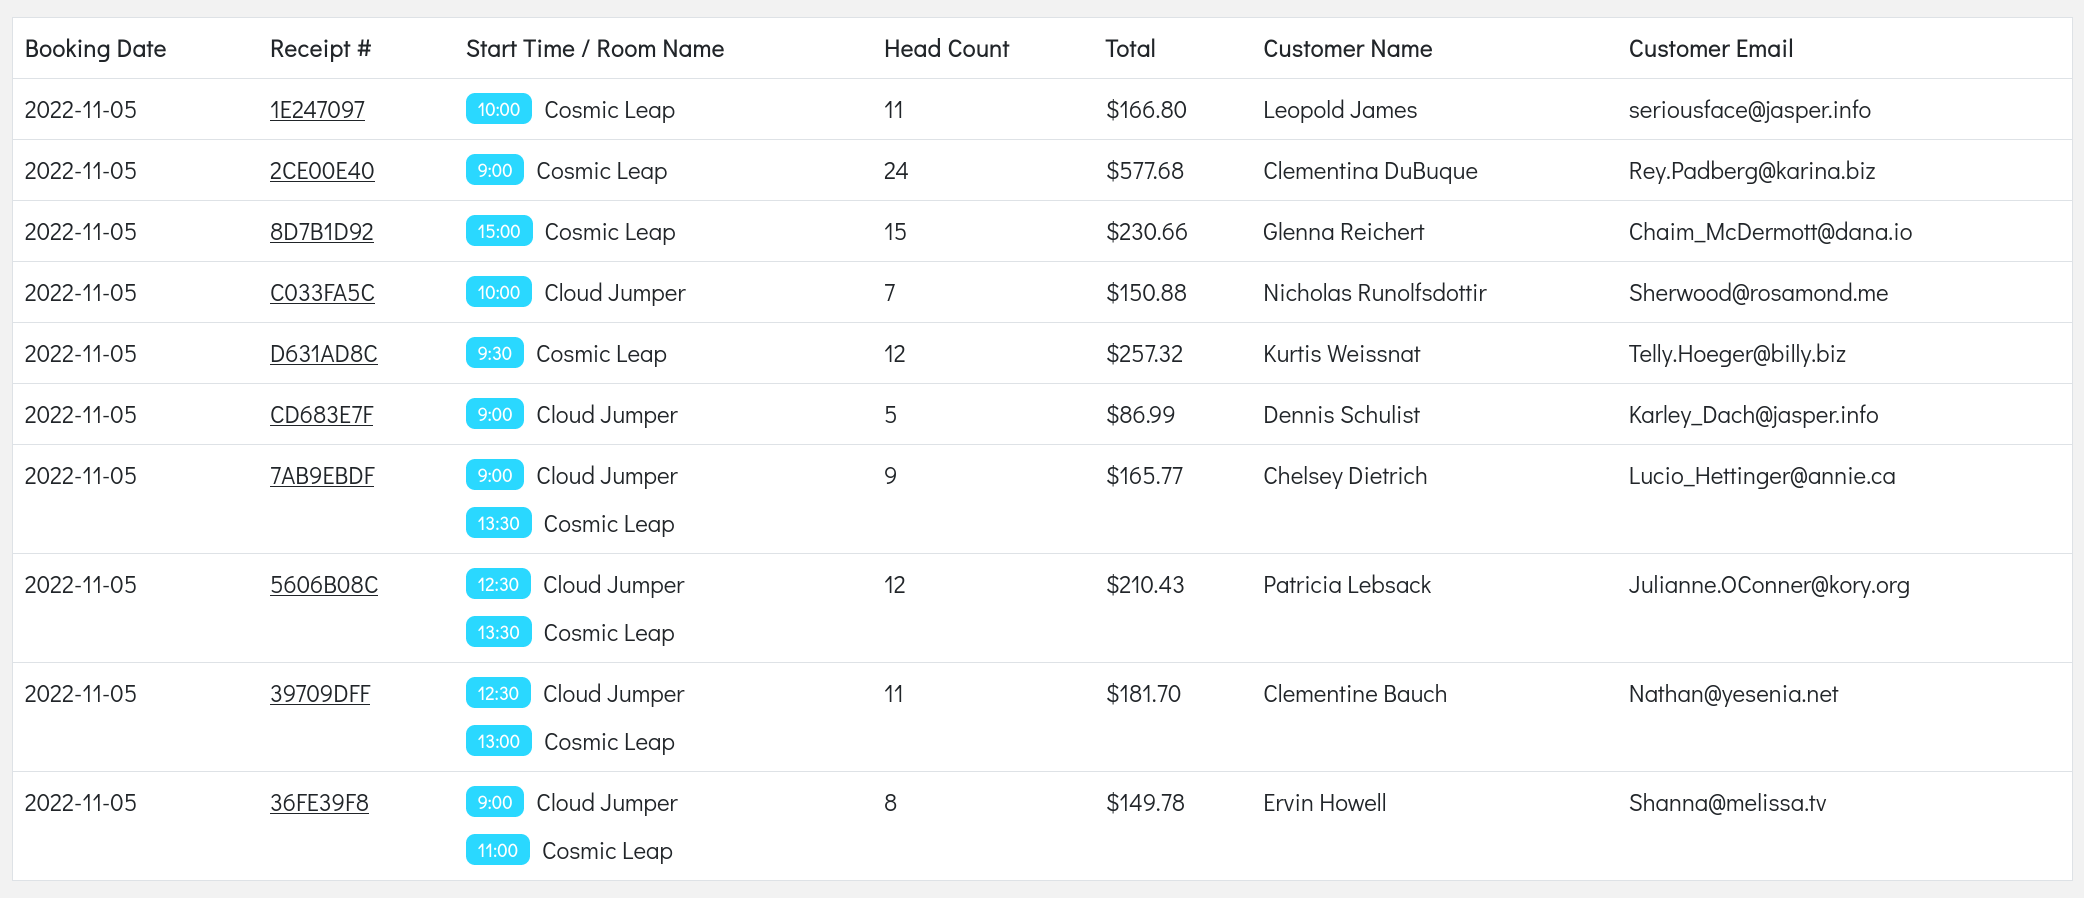 Booking Date Receipt # Start Time / Room Name Head Count Total Customer Name Customer Email
2022-11-05 1E247097 10:00 Cosmic Leap 11 $166.80 Leopold James seriousface@jasper.info
2022-11-05 2CE00E40 9:00 Cosmic Leap 24 $577.68 Clementina DuBuque Rey.Padberg@karina.biz
2022-11-05 8D7B1D92 15:00 Cosmic Leap 15 $230.66 Glenna Reichert Chaim_McDermott@dana.io
2022-11-05 C033FA5C 10:00 Cloud Jumper 7 $150.88 Nicholas Runolfsdottir Sherwood@rosamond.me
2022-11-05 D631AD8C 9:30 Cosmic Leap 12 $257.32 Kurtis Weissnat Telly.Hoeger@billy.biz
2022-11-05 CD683E7F 9:00 Cloud Jumper 5 $86.99 Dennis Schulist Karley_Dach@jasper.info
2022-11-05 7AB9EBDF 9:00 Cloud Jumper 9 $165.77 Chelsey Dietrich Lucio_Hettinger@annie.ca
13:30 Cosmic Leap
2022-11-05 5606B08C 12:30 Cloud Jumper 12 $210.43 Patricia Lebsack Julianne.OConner@kory.org
13:30 Cosmic Leap
2022-11-05 39709DFF 12:30 Cloud Jumper 11 $181.70 Clementine Bauch Nathan@yesenia.net
13:00 Cosmic Leap
2022-11-05 36FE39F8 9:00 Cloud Jumper 8 $149.78 Ervin Howell Shanna@melissa.tv
11:00 Cosmic Leap